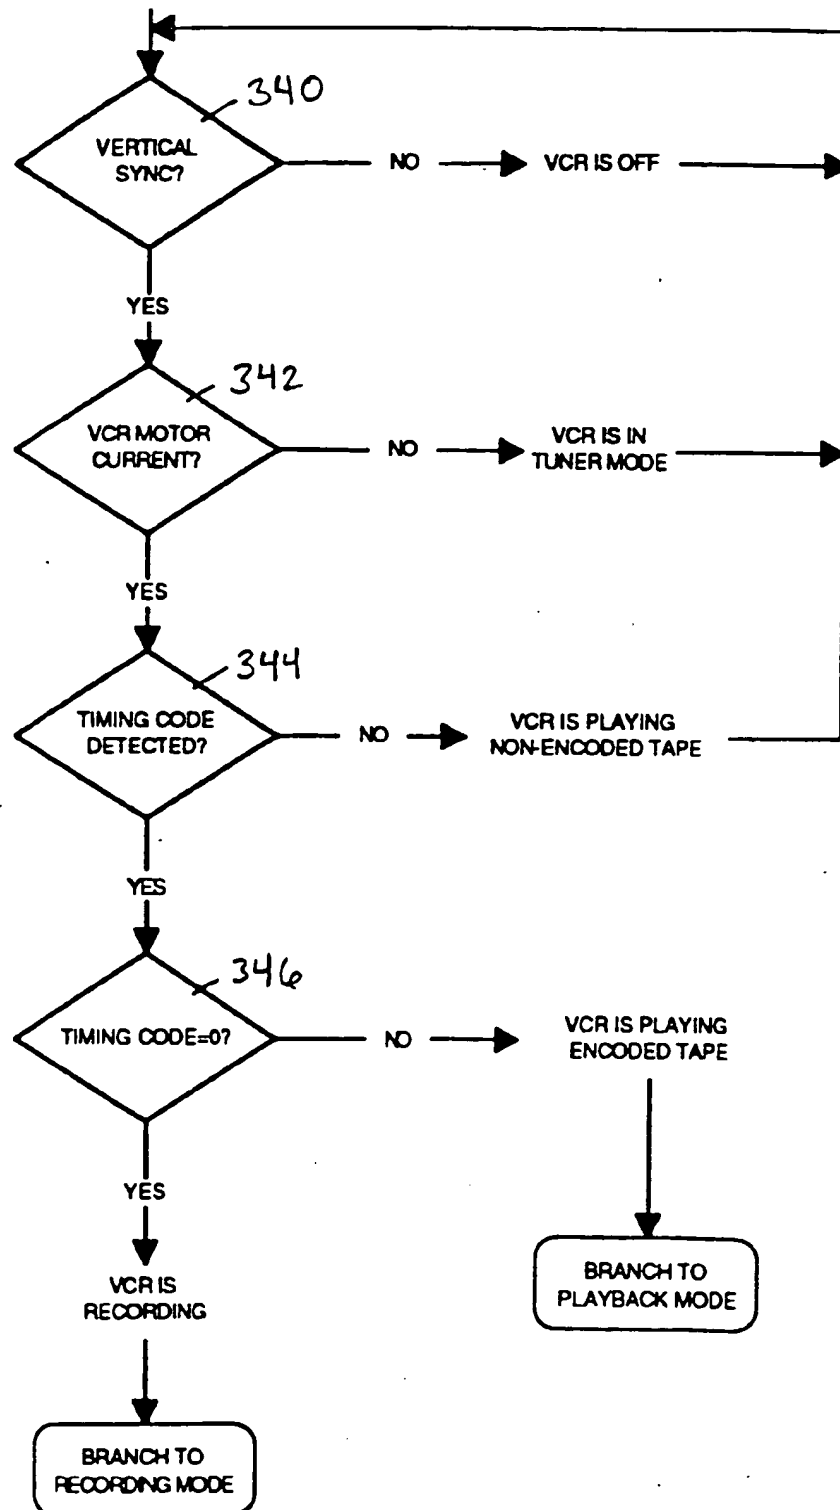 340
VERTICAL
SYNC?
NO
VCR IS OFF
YES
342
VCR MOTOR
CURRENT?
NO
VCR IS IN
TUNER MODE
YES
344
TIMING CODE
DETECTED?
NO
VCR IS PLAYING
NON-ENCODED TAPE
YES
346
TIMING CODE=0?
NO
VCR IS PLAYING
ENCODED TAPE
YES
VCR IS
RECORDING
BRANCH TO
PLAYBACK MODE
BRANCH TO
RECORDING MODE